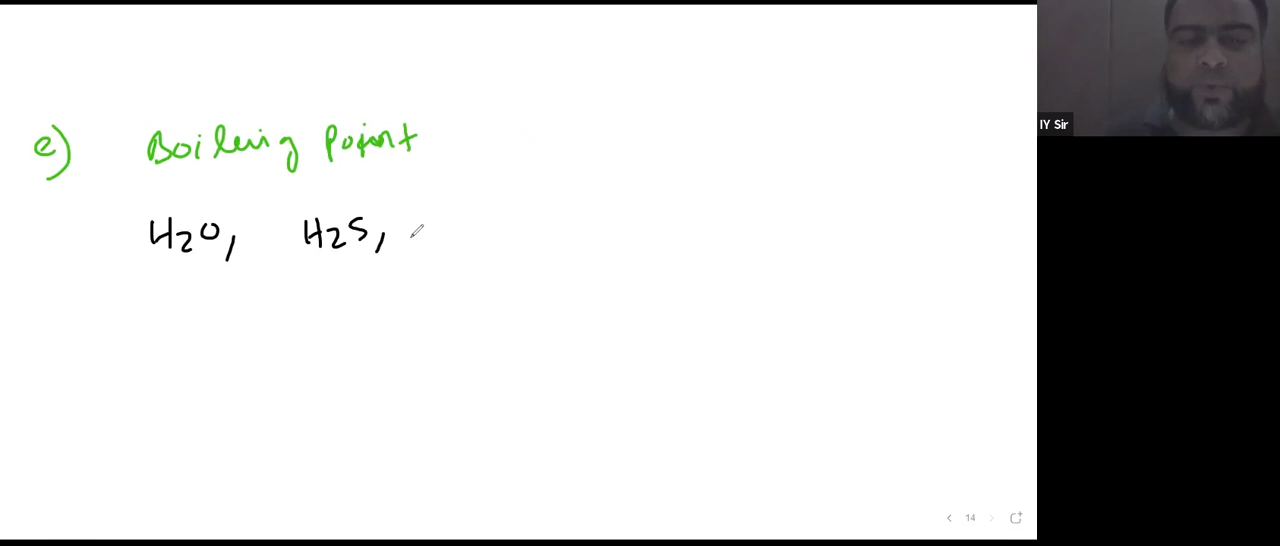 e) Boiling Point
H2O, H2S,
IY Sir
14